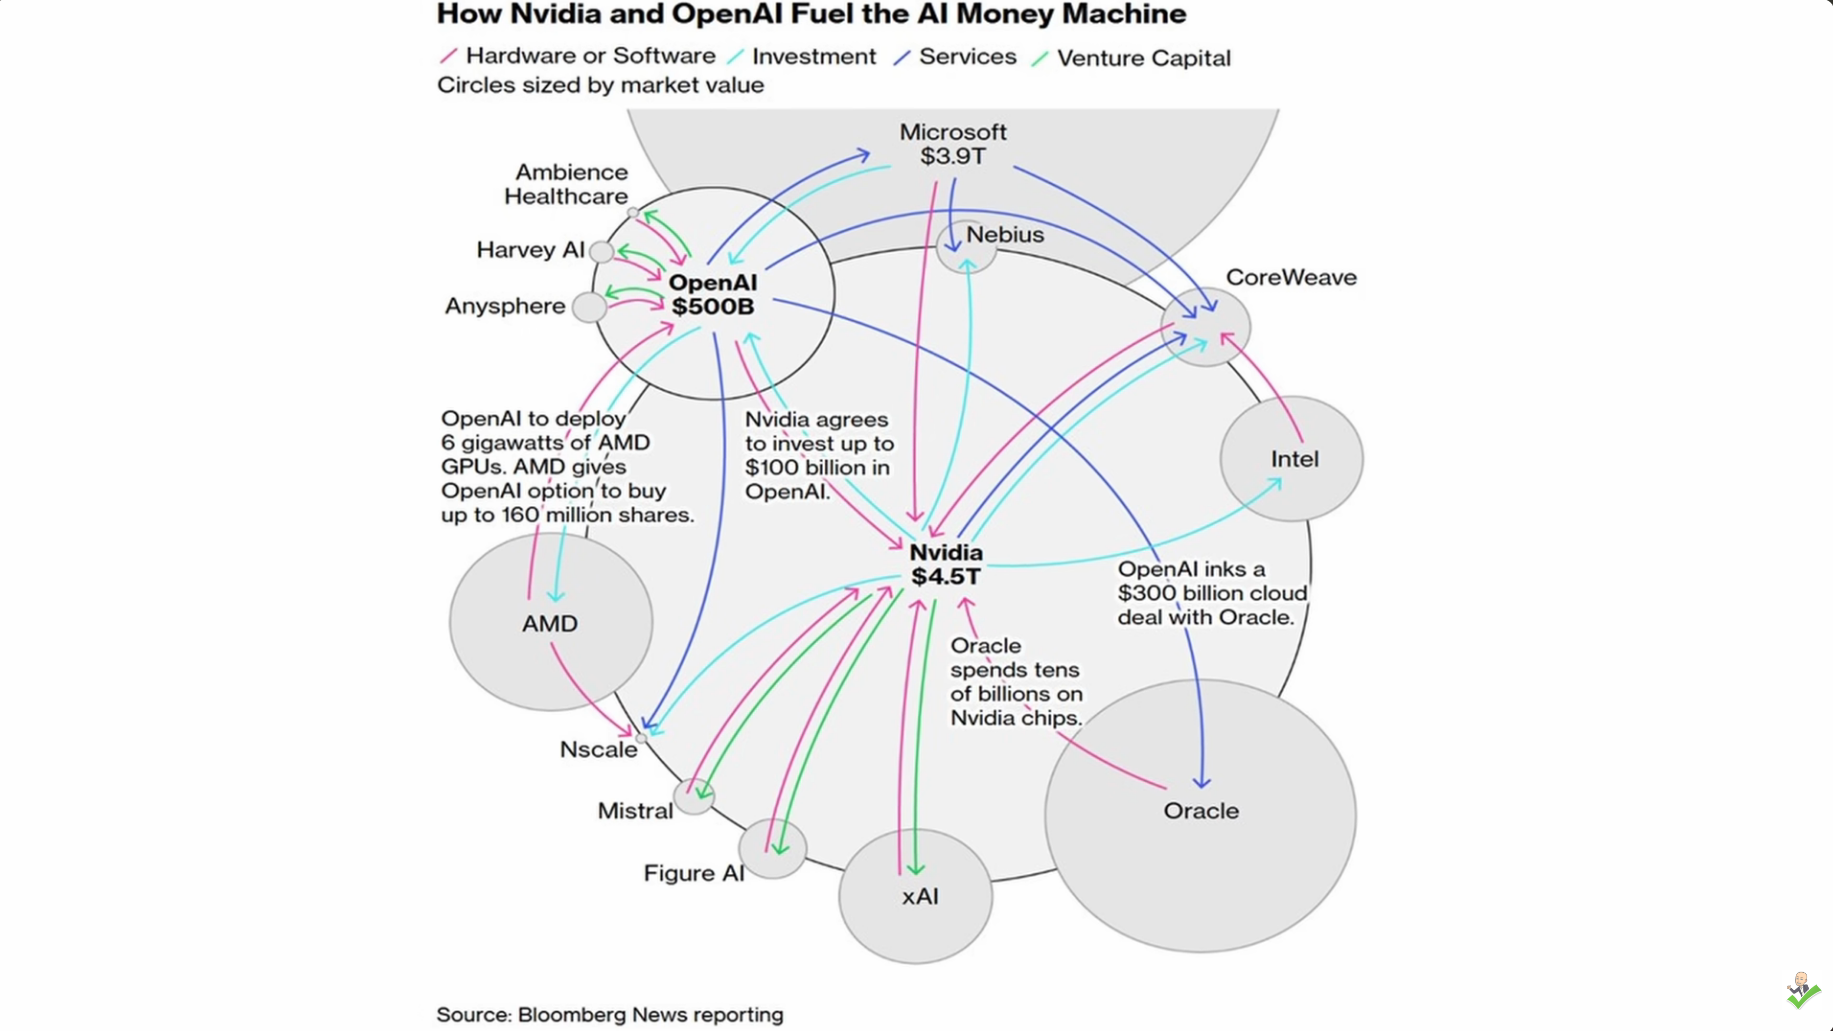 How Nvidia and OpenAI Fuel the AI Money Machine
Hardware or Software Investment Services Venture Capital
Circles sized by market value
Microsoft
$3.9T
Ambience
Healthcare
Harvey AI
Anysphere
OpenAI
$500B
Nebius
CoreWeave
Intel
OpenAI to deploy
6 gigawatts of AMD
GPUs. AMD gives
OpenAI option to buy
up to 160 million shares.
Nvidia agrees
to invest up to
$100 billion in
OpenAI.
Nvidia
$4.5T
OpenAI inks a
$300 billion cloud
deal with Oracle.
AMD
Oracle
spends tens
of billions on
Nvidia chips.
Nscale
Mistral
Figure AI
xAI
Oracle
Source: Bloomberg News reporting